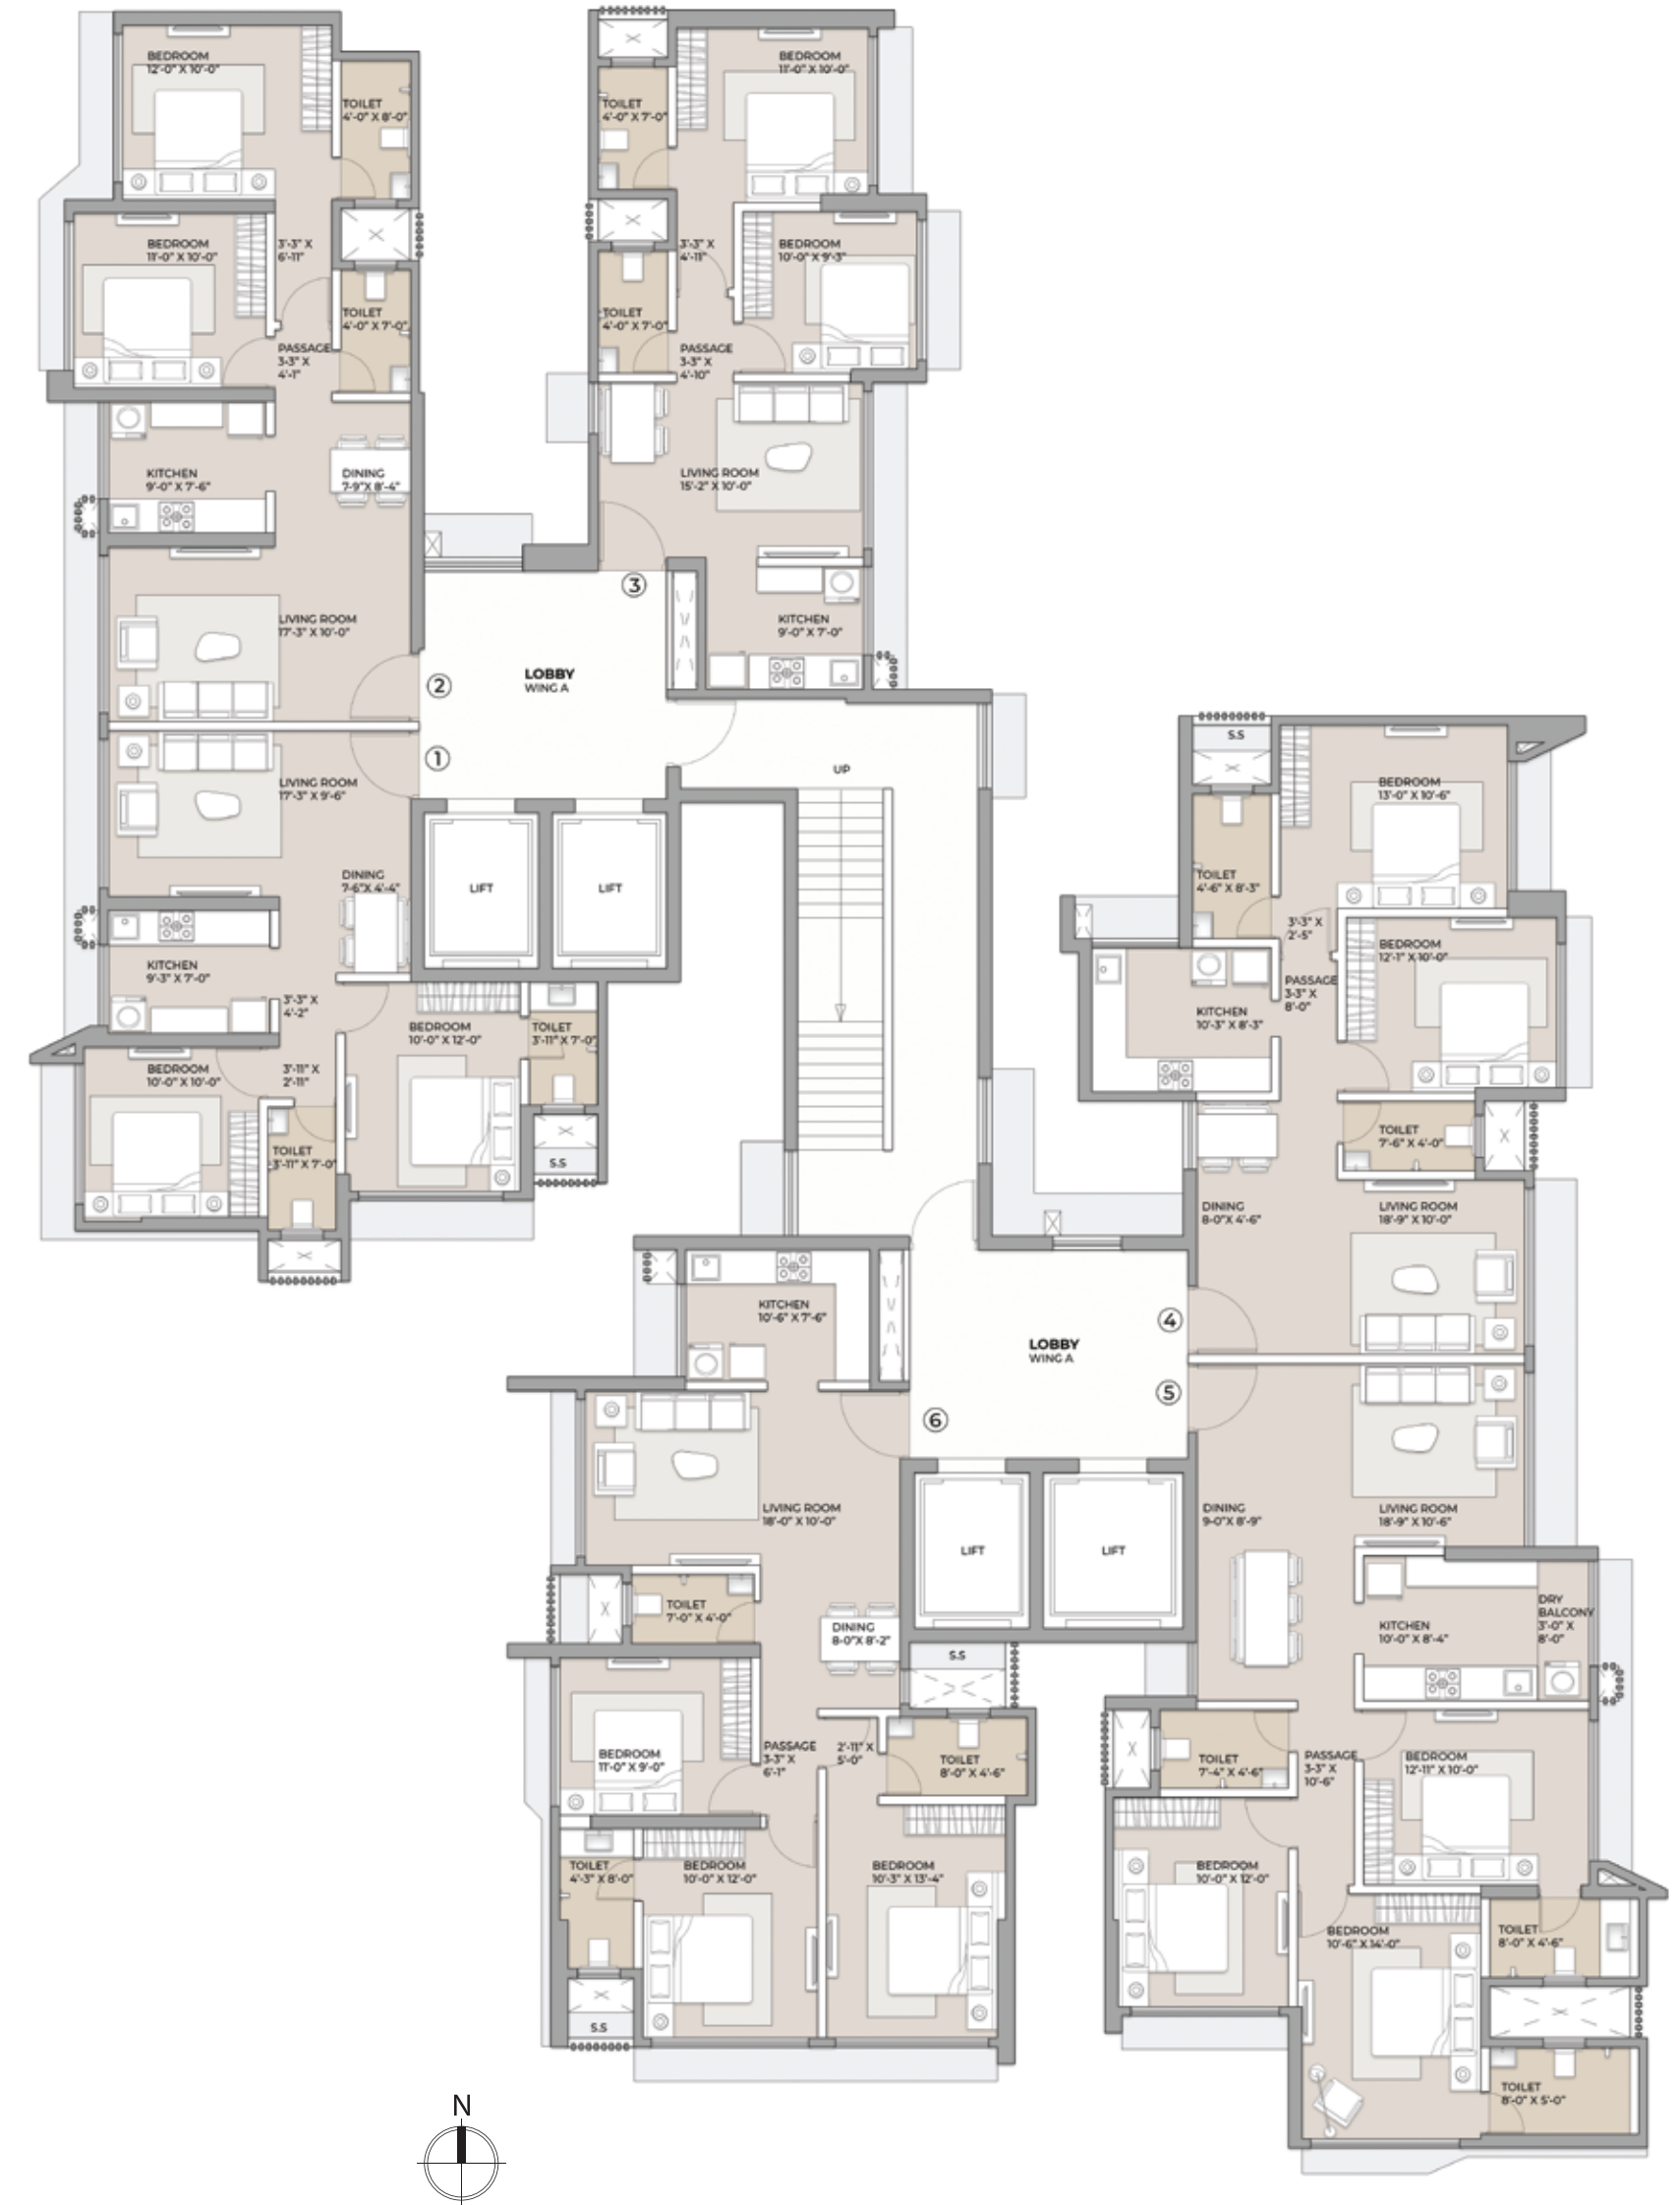 BEDROOM
12'-0" X 10'-0"
TOILET
4'-0" X 8'-0"
BEDROOM
11'-0" X 10'-0"
3'-3" X
6'-11"
TOILET
4'-0" X 7'-0"
PASSAGE
3-3" X
4'-1"
KITCHEN
9'-0" X 7'-6"
DINING
7-9"X 8'-4"
LIVING ROOM
17'-3" X 10'-0"
2
TOILET
4'-0" X 7'-0"
BEDROOM
11'-0" X 10'-0"
3'-3" X
4'-11"
BEDROOM
10'-0" X 9'-3"
TOILET
4'-0" X 7'-0"
PASSAGE
3-3" X
4'-10"
LIVING ROOM
15'-2" X 10'-0"
3
KITCHEN
9'-0" X 7'-0"
LOBBY
WING A
1
LIVING ROOM
17'-3" X 9'-6"
DINING
7-6"X 4'-4"
LIFT
LIFT
UP
KITCHEN
9'-3" X 7'-0"
3'-3" X
4'-2"
BEDROOM
10'-0" X 12'-0"
TOILET
3'-11" X 7'-0"
BEDROOM
10'-0" X 10'-0"
3'-11" X
2'-11"
TOILET
3'-11" X 7'-0"
S.S
S.S
BEDROOM
13'-0" X 10'-6"
TOILET
4'-6" X 8'-3"
3'-3" X
2'-5"
BEDROOM
12'-1" X 10'-0"
PASSAGE
3-3" X
8'-0"
KITCHEN
10'-3" X 8'-3"
TOILET
7'-6" X 4'-0"
DINING
8-0"X 4'-6"
LIVING ROOM
18'-9" X 10'-0"
4
KITCHEN
10'-6" X 7'-6"
LOBBY
WING A
5
6
LIVING ROOM
18'-0" X 10'-0"
LIFT
LIFT
DINING
9-0"X 8'-9"
LIVING ROOM
18'-9" X 10'-6"
TOILET
7'-0" X 4'-0"
DINING
8-0"X 8'-2"
S.S
KITCHEN
10'-0" X 8'-4"
DRY
BALCONY
3'-0" X
8'-0"
BEDROOM
11'-0" X 9'-0"
PASSAGE
3-3" X
6'-1"
2'-11" X
5'-0"
TOILET
8'-0" X 4'-6"
TOILET
7'-4" X 4'-6"
PASSAGE
3-3" X
10'-6"
BEDROOM
12'-11" X 10'-0"
TOILET
4'-3" X 8'-0"
BEDROOM
10'-0" X 12'-0"
BEDROOM
10'-3" X 13'-4"
BEDROOM
10'-0" X 12'-0"
BEDROOM
10'-6" X 14'-0"
TOILET
8'-0" X 4'-6"
S.S
TOILET
8'-0" X 5'-0"
N